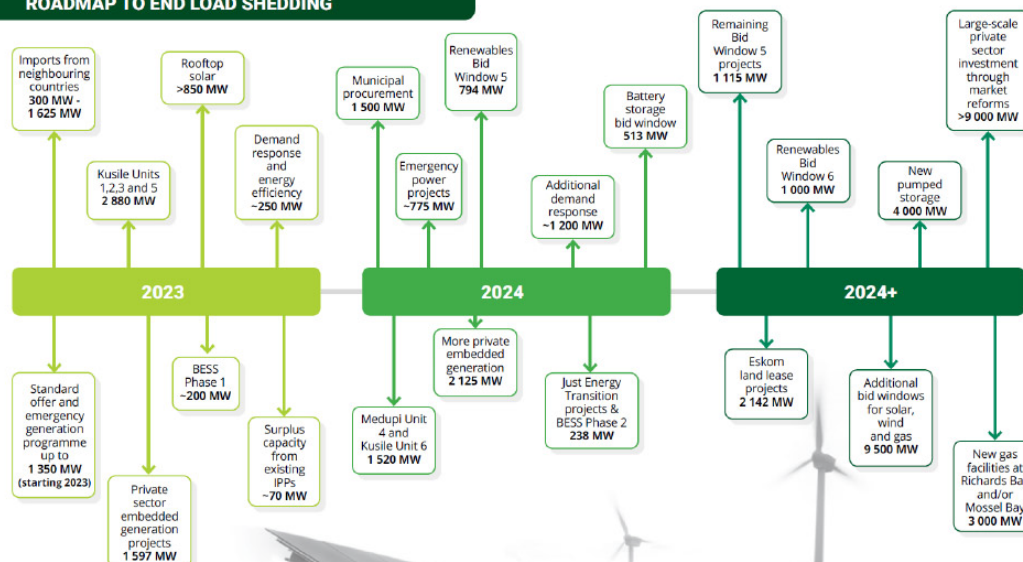 ROADMAP TO END LOAD SHEDDING
Imports from
neighbouring
countries
300 MW -
1 625 MW
Kusile Units
1,2,3 and 5
2 880 MW
Rooftop
solar
>850 MW
Demand
response
and
energy
efficiency
~250 MW
2023
Standard
offer and
emergency
generation
programme
up to
1 350 MW
(starting 2023)
Private
sector
embedded
generation
projects
1 597 MW
BESS
Phase 1
~200 MW
Surplus
capacity
from
existing
IPPs
~70 MW
Municipal
procurement
1 500 MW
Emergency
power
projects
~775 MW
Renewables
Bid
Window 5
794 MW
Additional
demand
response
~1 200 MW
Battery
storage
bid window
513 MW
2024
Medupi Unit
4 and
Kusile Unit 6
1 520 MW
More private
embedded
generation
2 125 MW
Just Energy
Transition
projects &
BESS Phase 2
238 MW
Remaining
Bid
Window 5
projects
1 115 MW
Renewables
Bid
Window 6
1 000 MW
New
pumped
storage
4 000 MW
Large-scale
private
sector
investment
through
market
reforms
>9 000 MW
2024+
Eskom
land lease
projects
2 142 MW
Additional
bid windows
for solar,
wind
and gas
9 500 MW
New gas
facilities at
Richards Ba
and/or
Mossel Bay
3 000 MW